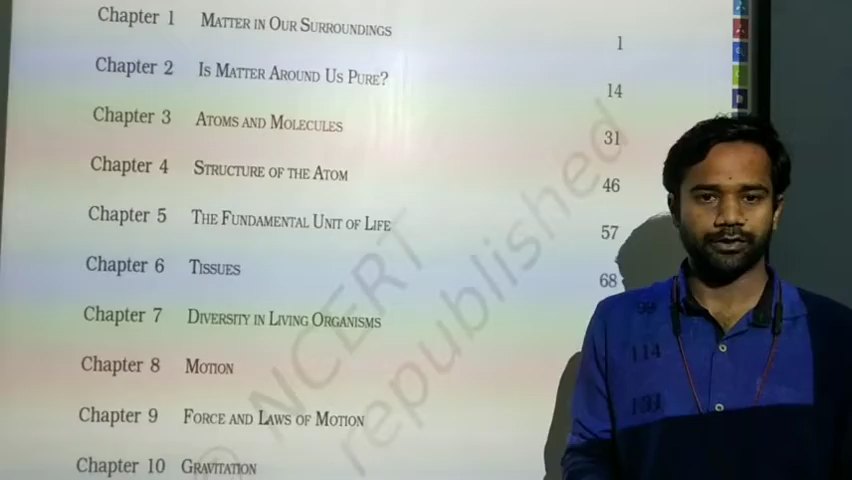 Chapter 1 MATTER IN OUR SURROUNDINGS 1
Chapter 2 IS MATTER AROUND US PURE? 14
Chapter 3 ATOMS AND MOLECULES 31
Chapter 4 STRUCTURE OF THE ATOM 46
Chapter 5 THE FUNDAMENTAL UNIT OF LIFE 57
Chapter 6 TISSUES 68
Chapter 7 DIVERSITY IN LIVING ORGANISMS
Chapter 8 MOTION 114
Chapter 9 FORCE AND LAWS OF MOTION
Chapter 10 GRAVITATION
© NCERT
republished